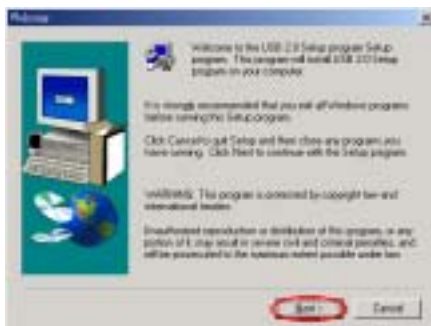 Welcome
Welcome to the USB 2.0 Setup program Setup
program. This program will install USB 2.0 Setup
program on your computer.
It is strongly recommended that you exit all Windows programs
before running this Setup program.
Click Cancel to quit Setup and then close any programs you
have running. Click Next to continue with the Setup program.
WARNING: This program is protected by copyright law and
international treaties.
Unauthorized reproduction or distribution of this program, or any
portion of it, may result in severe civil and criminal penalties, and
will be prosecuted to the maximum extent possible under law.
Next >
Cancel